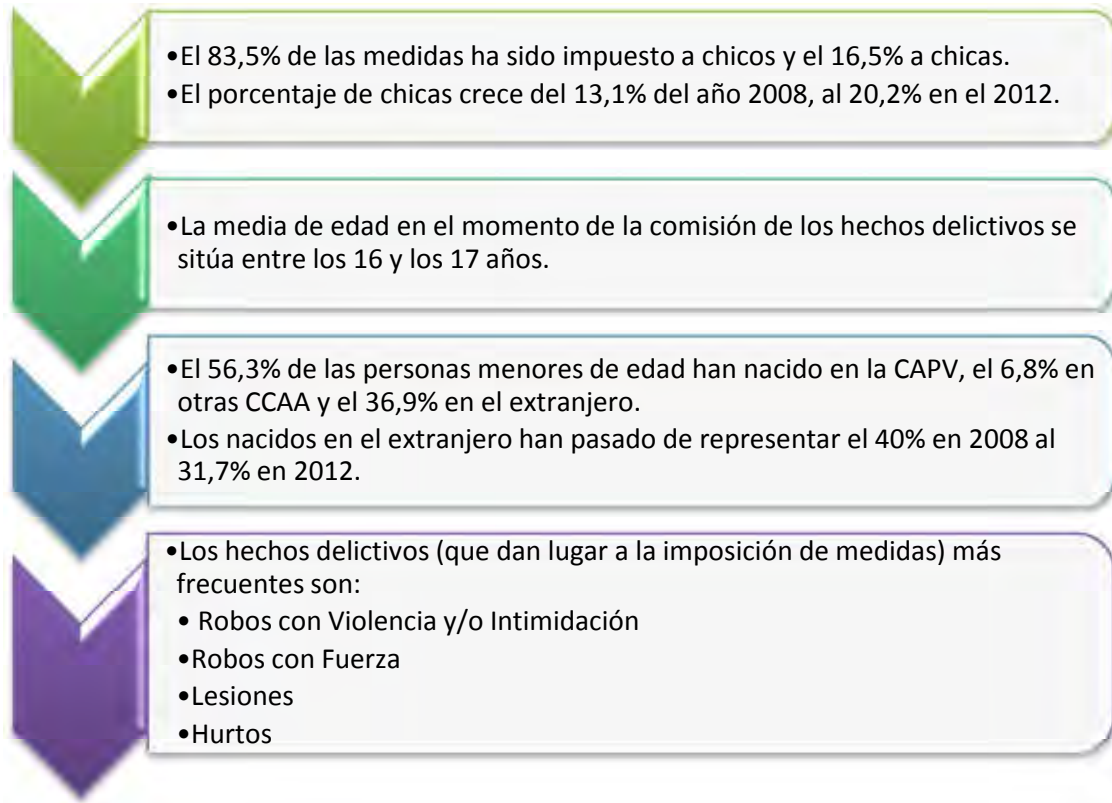 •El 83,5% de las medidas ha sido impuesto a chicos y el 16,5% a chicas.
•El porcentaje de chicas crece del 13,1% del año 2008, al 20,2% en el 2012.
•La media de edad en el momento de la comisión de los hechos delictivos se
sitúa entre los 16 y los 17 años.
•El 56,3% de las personas menores de edad han nacido en la CAPV, el 6,8% en
otras CCAA y el 36,9% en el extranjero.
•Los nacidos en el extranjero han pasado de representar el 40% en 2008 al
31,7% en 2012.
•Los hechos delictivos (que dan lugar a la imposición de medidas) más
frecuentes son:
• Robos con Violencia y/o Intimidación
•Robos con Fuerza
•Lesiones
•Hurtos